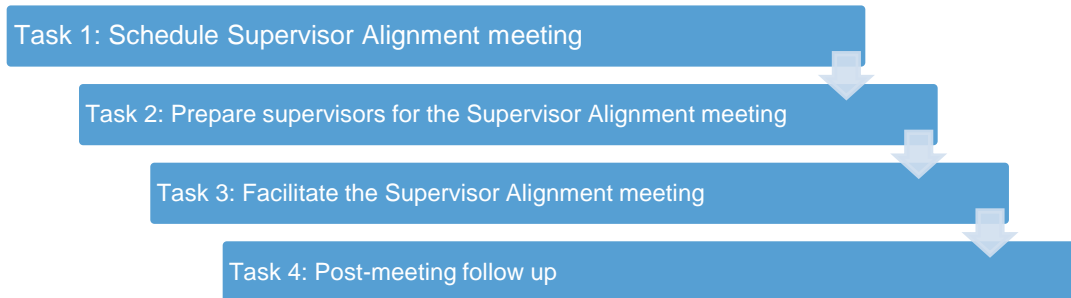 Task 1: Schedule Supervisor Alignment meeting
Task 2: Prepare supervisors for the Supervisor Alignment meeting
Task 3: Facilitate the Supervisor Alignment meeting
Task 4: Post-meeting follow up